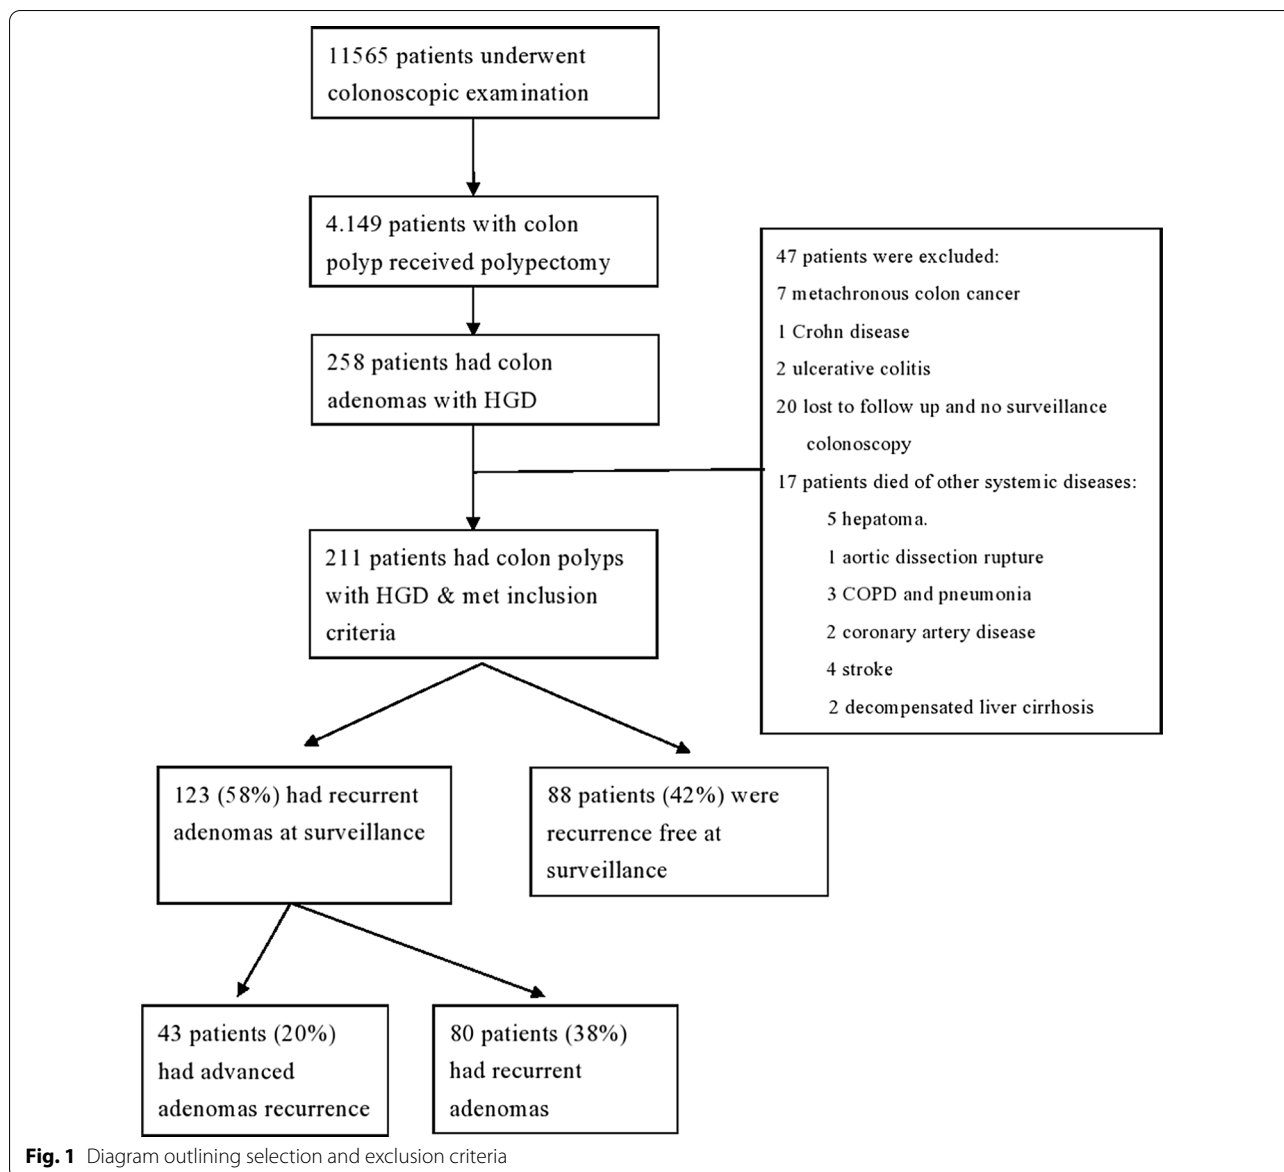 11565 patients underwent
colonoscopic examination
4.149 patients with colon
polyp received polypectomy
258 patients had colon
adenomas with HGD
47 patients were excluded:
7 metachronous colon cancer
1 Crohn disease
2 ulcerative colitis
20 lost to follow up and no surveillance
colonoscopy
17 patients died of other systemic diseases:
5 hepatoma.
1 aortic dissection rupture
3 COPD and pneumonia
2 coronary artery disease
4 stroke
2 decompensated liver cirrhosis
211 patients had colon polyps
with HGD & met inclusion
criteria
123 (58%) had recurrent
adenomas at surveillance
88 patients (42%) were
recurrence free at
surveillance
43 patients (20%)
had advanced
adenomas recurrence
80 patients (38%)
had recurrent
adenomas
Fig. 1 Diagram outlining selection and exclusion criteria